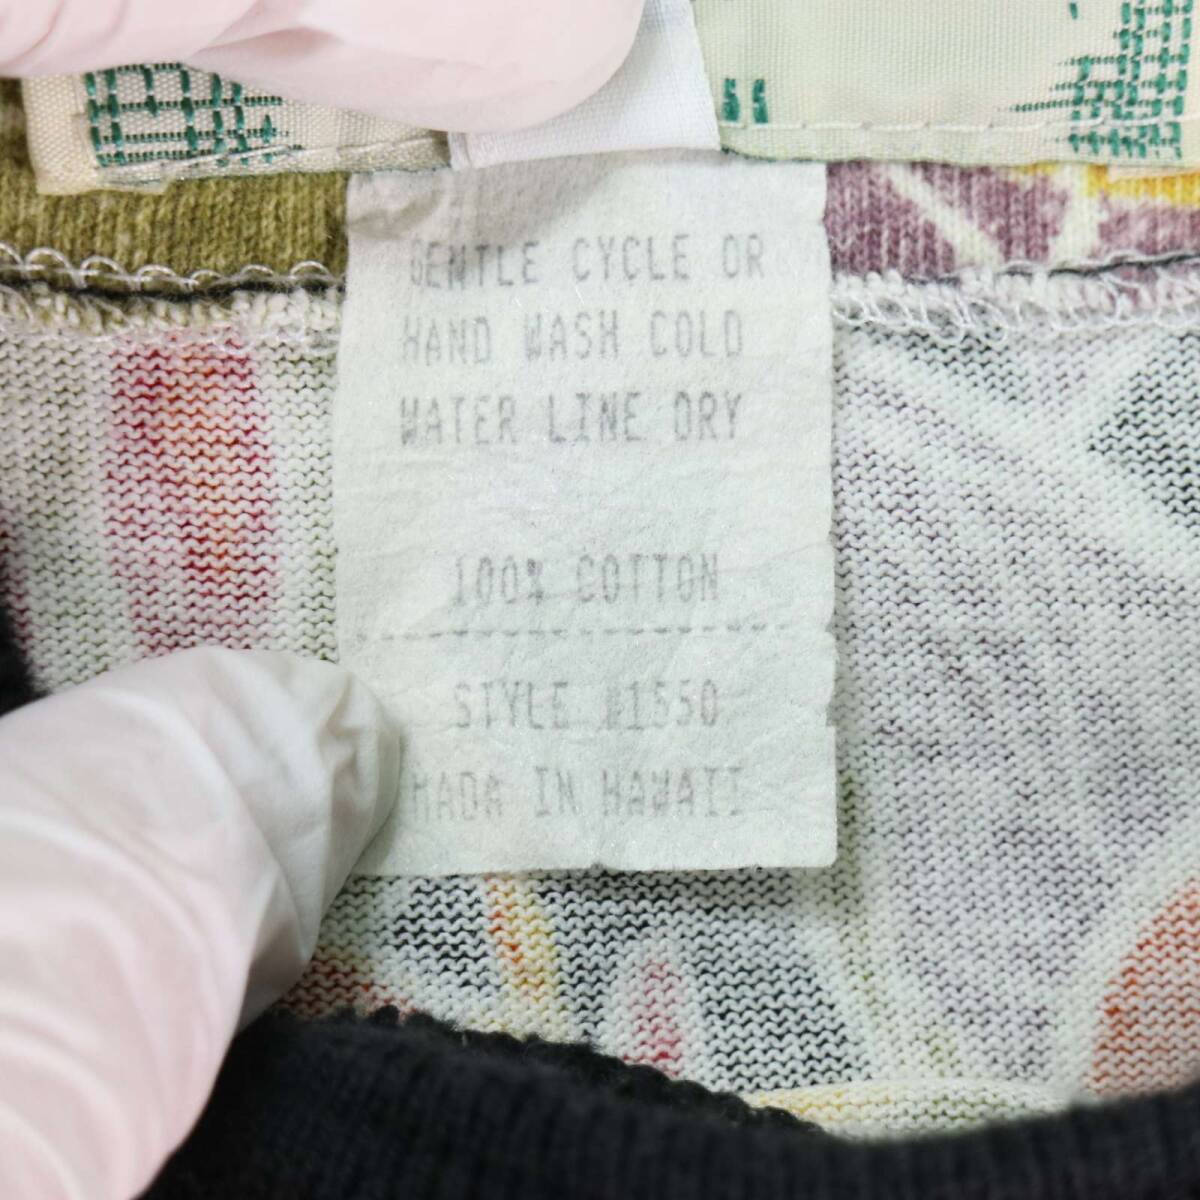 GENTLE CYCLE OR
HAND WASH COLD
WATER LINE DRY
100% COTTON
STYLE #1550
MADA IN HAWAII